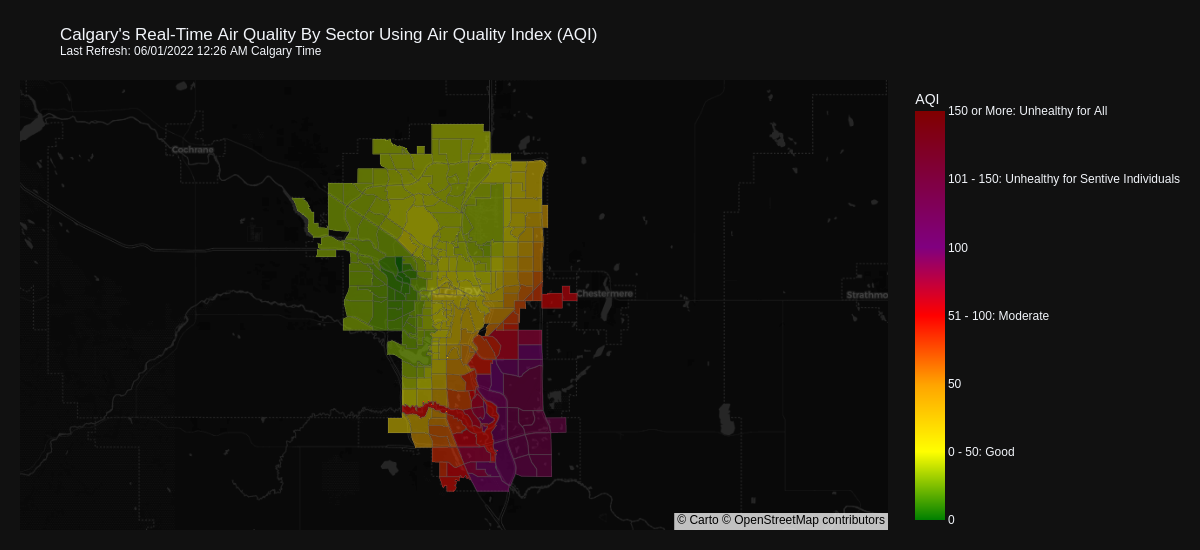 Calgary's Real-Time Air Quality By Sector Using Air Quality Index (AQI)
Last Refresh: 06/01/2022 12:26 AM Calgary Time
AQI
150 or More: Unhealthy for All
Cochrane
101 - 150: Unhealthy for Sentive Individuals
100
Chestermere
Strathmo
51 - 100: Moderate
50
0 - 50: Good
0
© Carto © OpenStreetMap contributors